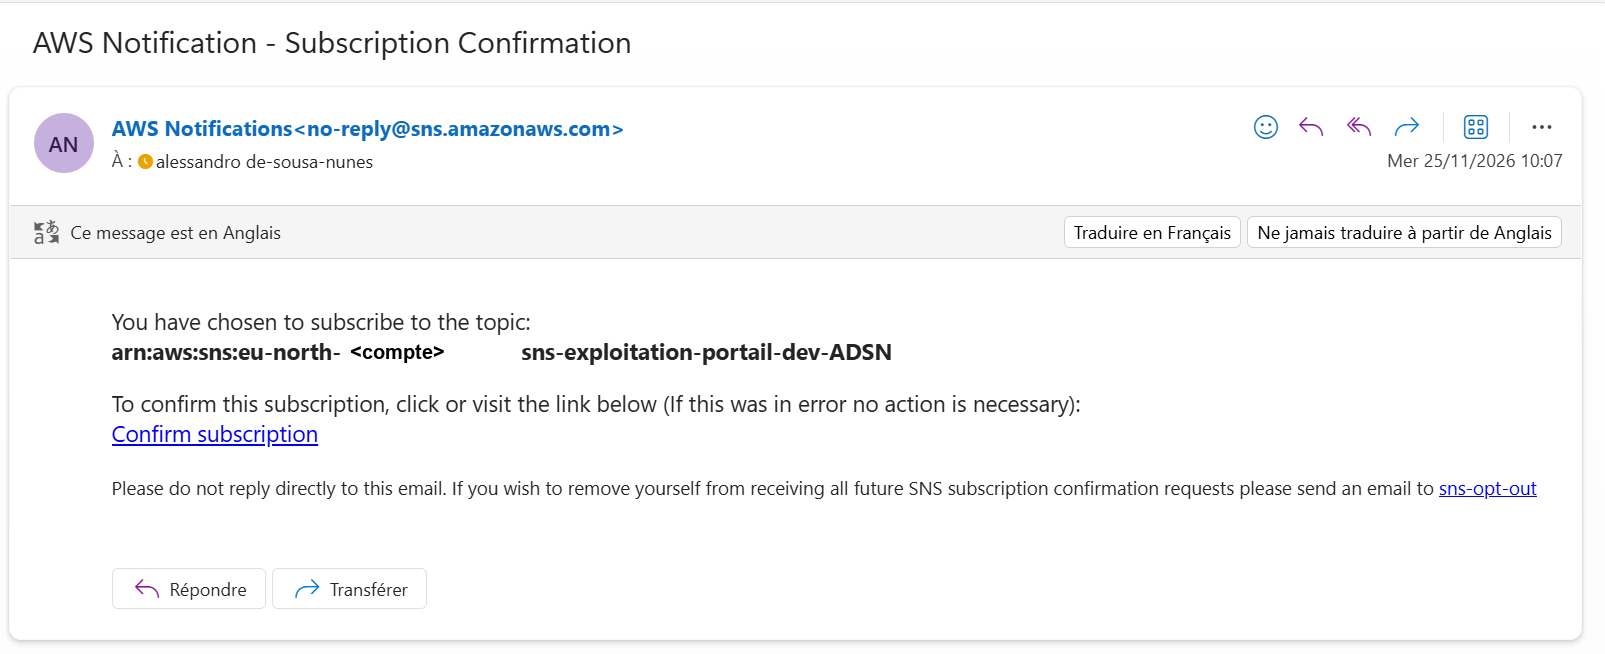 AWS Notification - Subscription Confirmation
AN
AWS Notifications<no-reply@sns.amazonaws.com>
À : alessandro de-sousa-nunes
Mer 25/11/2026 10:07
Ce message est en Anglais
Traduire en Français
Ne jamais traduire à partir de Anglais
You have chosen to subscribe to the topic:
arn:aws:sns:eu-north- <compte> sns-exploitation-portail-dev-ADSN
To confirm this subscription, click or visit the link below (If this was in error no action is necessary):
Confirm subscription
Please do not reply directly to this email. If you wish to remove yourself from receiving all future SNS subscription confirmation requests please send an email to sns-opt-out
Répondre
Transférer